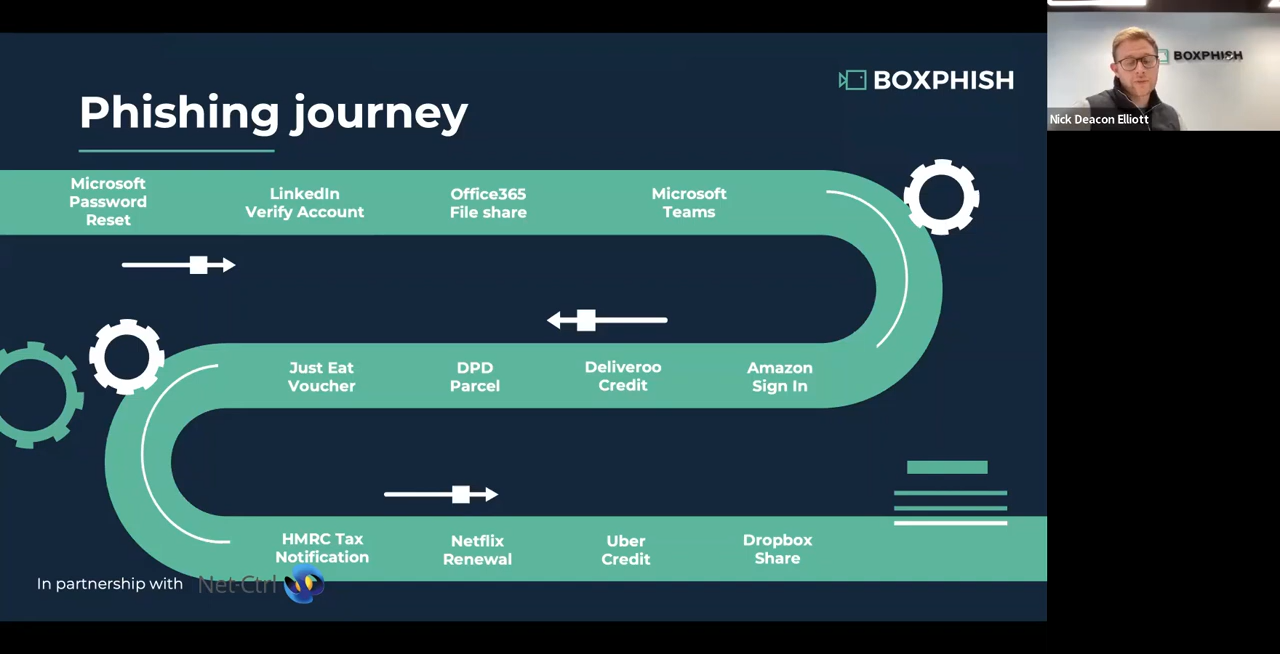 Phishing journey
BOXPHISH
BOXPHISH
Nick Deacon Elliott
Microsoft
Password
Reset
LinkedIn
Verify Account
Office365
File share
Microsoft
Teams
Just Eat
Voucher
DPD
Parcel
Deliveroo
Credit
Amazon
Sign In
HMRC Tax
Notification
Netflix
Renewal
Uber
Credit
Dropbox
Share
In partnership with Net-Ctrl